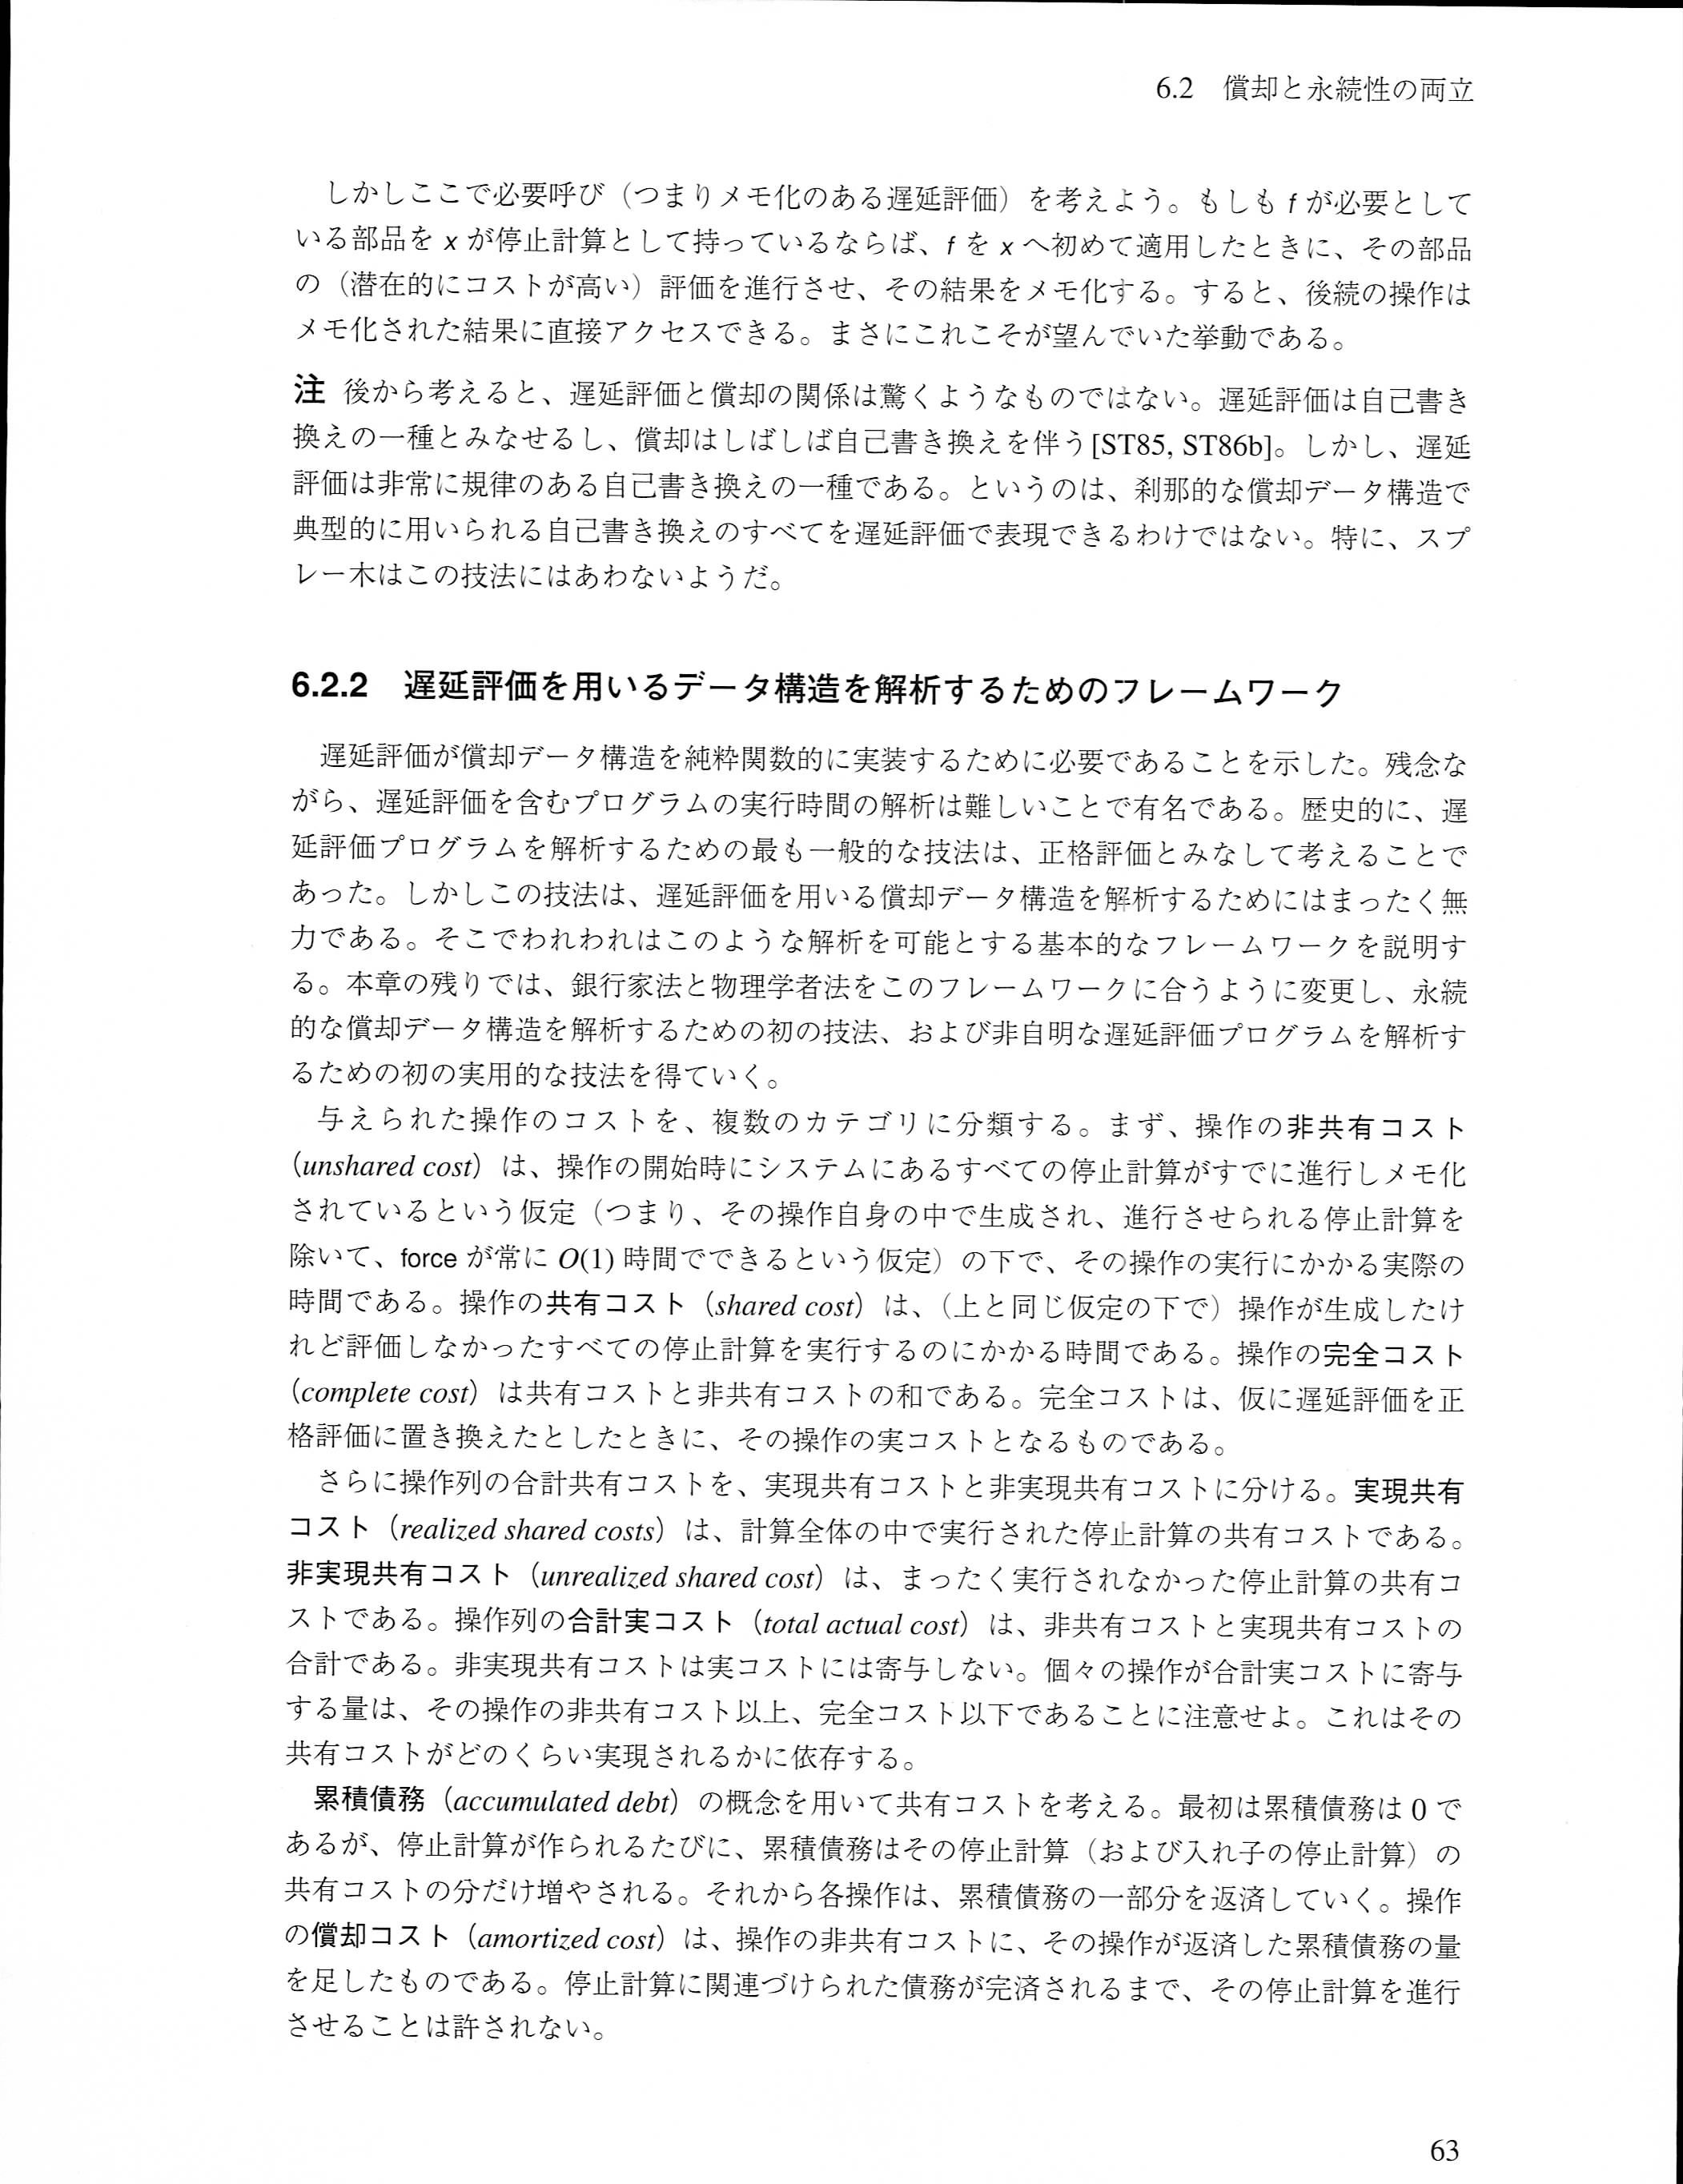 6.2　償却と永続性の両立
しかしここで必要呼び（つまりメモ化のある遅延評価）を考えよう。もしも f が必要として
いる部品を x が停止計算として持っているならば、f を x へ初めて適用したときに、その部品
の（潜在的にコストが高い）評価を進行させ、その結果をメモ化する。すると、後続の操作は
メモ化された結果に直接アクセスできる。まさにこれこそが望んでいた挙動である。
注 後から考えると、遅延評価と償却の関係は驚くようなものではない。遅延評価は自己書き
換えの一種とみなせるし、償却はしばしば自己書き換えを伴う[ST85, ST86b]。しかし、遅延
評価は非常に規律のある自己書き換えの一種である。というのは、刹那的な償却データ構造で
典型的に用いられる自己書き換えのすべてを遅延評価で表現できるわけではない。特に、スプ
レー木はこの技法にはあわないようだ。
6.2.2　遅延評価を用いるデータ構造を解析するためのフレームワーク
遅延評価が償却データ構造を純粋関数的に実装するために必要であることを示した。残念な
がら、遅延評価を含むプログラムの実行時間の解析は難しいことで有名である。歴史的に、遅
延評価プログラムを解析するための最も一般的な技法は、正格評価とみなして考えることで
あった。しかしこの技法は、遅延評価を用いる償却データ構造を解析するためにはまったく無
力である。そこでわれわれはこのような解析を可能とする基本的なフレームワークを説明す
る。本章の残りでは、銀行家法と物理学者法をこのフレームワークに合うように変更し、永続
的な償却データ構造を解析するための初の技法、および非自明な遅延評価プログラムを解析す
るための初の実用的な技法を得ていく。
与えられた操作のコストを、複数のカテゴリに分類する。まず、操作の非共有コスト
（unshared cost）は、操作の開始時にシステムにあるすべての停止計算がすでに進行しメモ化
されているという仮定（つまり、その操作自身の中で生成され、進行させられる停止計算を
除いて、force が常に O(1) 時間でできるという仮定）の下で、その操作の実行にかかる実際の
時間である。操作の共有コスト（shared cost）は、（上と同じ仮定の下で）操作が生成したけ
れど評価しなかったすべての停止計算を実行するのにかかる時間である。操作の完全コスト
（complete cost）は共有コストと非共有コストの和である。完全コストは、仮に遅延評価を正
格評価に置き換えたとしたときに、その操作の実コストとなるものである。
さらに操作列の合計共有コストを、実現共有コストと非実現共有コストに分ける。実現共有
コスト（realized shared costs）は、計算全体の中で実行された停止計算の共有コストである。
非実現共有コスト（unrealized shared cost）は、まったく実行されなかった停止計算の共有コ
ストである。操作列の合計実コスト（total actual cost）は、非共有コストと実現共有コストの
合計である。非実現共有コストは実コストには寄与しない。個々の操作が合計実コストに寄与
する量は、その操作の非共有コスト以上、完全コスト以下であることに注意せよ。これはその
共有コストがどのくらい実現されるかに依存する。
累積債務（accumulated debt）の概念を用いて共有コストを考える。最初は累積債務は 0 で
あるが、停止計算が作られるたびに、累積債務はその停止計算（および入れ子の停止計算）の
共有コストの分だけ増やされる。それから各操作は、累積債務の一部分を返済していく。操作
の償却コスト（amortized cost）は、操作の非共有コストに、その操作が返済した累積債務の量
を足したものである。停止計算に関連づけられた債務が完済されるまで、その停止計算を進行
させることは許されない。
63